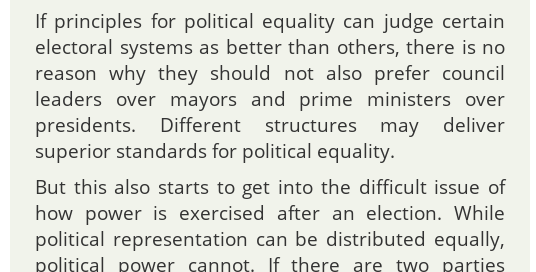 If principles for political equality can judge certain
electoral systems as better than others, there is no
reason why they should not also prefer council
leaders over mayors and prime ministers over
presidents. Different structures may deliver
superior standards for political equality.
But this also starts to get into the difficult issue of
how power is exercised after an election. While
political representation can be distributed equally,
political power cannot. If there are two parties